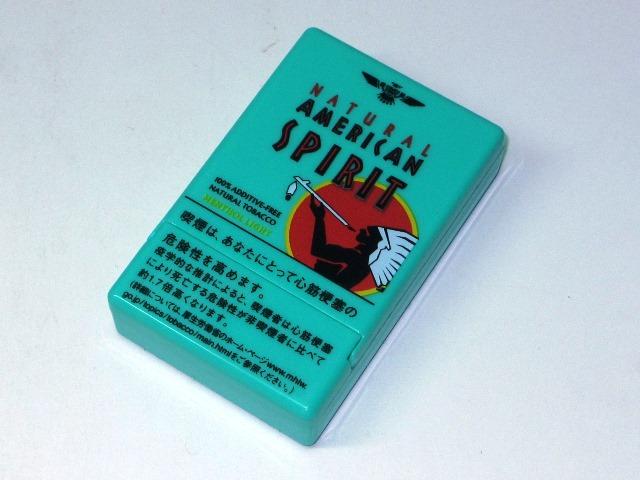 NATURAL
AMERICAN
SPIRIT
100% ADDITIVE-FREE
NATURAL TOBACCO
MENTHOL LIGHT
喫煙は、あなたにとって心筋梗塞の
危険性を高めます。
疫学的な推計によると、喫煙者は心筋梗塞
により死亡する危険性が非喫煙者に比べて
約1.7倍高くなります。
(詳細については、厚生労働省のホーム・ページwww.mhlw.
go.jp/topics/tobacco/main.htmlをご参照ください。)